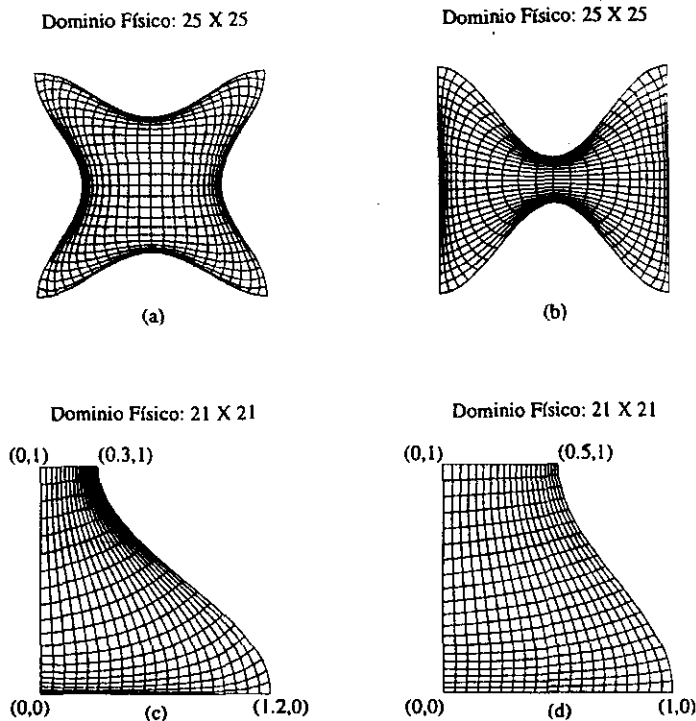 Dominio Físico: 25 X 25
Dominio Físico: 25 X 25
(a)
(b)
Dominio Físico: 21 X 21
Dominio Físico: 21 X 21
(0,1)
(0.3,1)
(0,1)
(0.5,1)
(0,0)
(c)
(1.2,0)
(0,0)
(d)
(1,0)